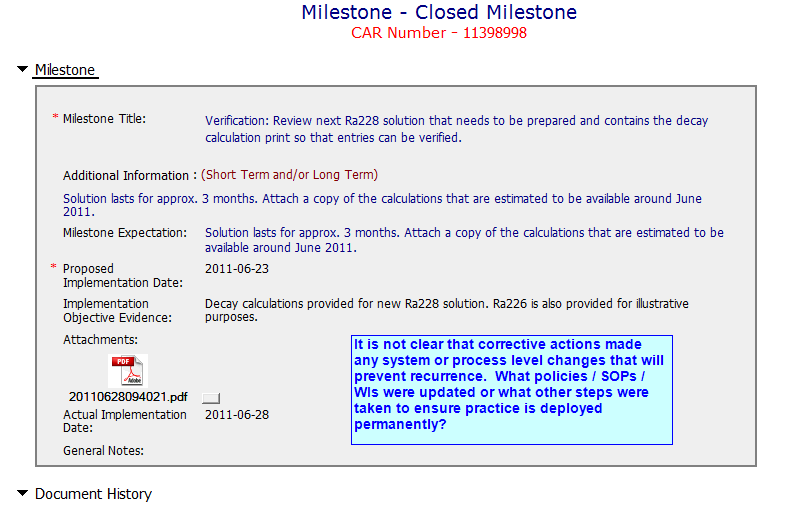 Milestone - Closed Milestone
CAR Number - 11398998
Milestone
* Milestone Title: Verification: Review next Ra228 solution that needs to be prepared and contains the decay
calculation print so that entries can be verified.
Additional Information : (Short Term and/or Long Term)
Solution lasts for approx. 3 months. Attach a copy of the calculations that are estimated to be available around June
2011.
Milestone Expectation: Solution lasts for approx. 3 months. Attach a copy of the calculations that are estimated to be
available around June 2011.
* Proposed 2011-06-23
Implementation Date:
Implementation Decay calculations provided for new Ra228 solution. Ra226 is also provided for illustrative
Objective Evidence: purposes.
Attachments:
PDF
Adobe
20110628094021.pdf
Actual Implementation 2011-06-28
Date:
General Notes:
It is not clear that corrective actions made
any system or process level changes that will
prevent recurrence. What policies / SOPs /
WIs were updated or what other steps were
taken to ensure practice is deployed
permanently?
Document History